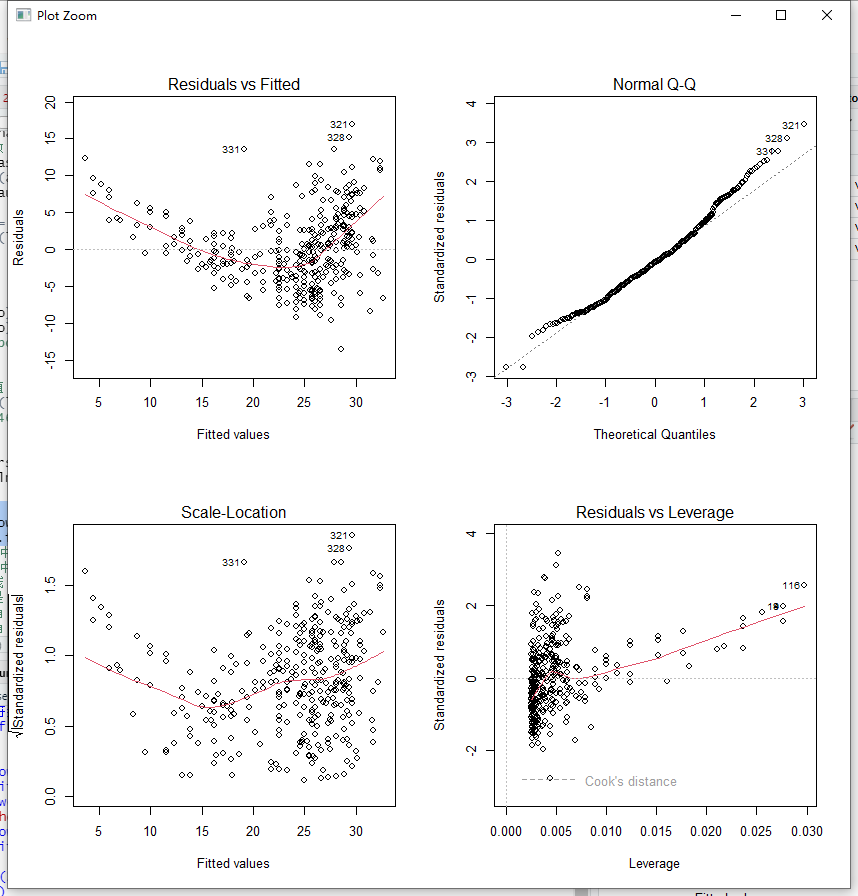 Plot Zoom
Residuals vs Fitted
Residuals
20
15
10
5
0
-5
-10
-15
321
328
331
5 10 15 20 25 30
Fitted values
Normal Q-Q
Standardized residuals
4
3
2
1
0
-1
-2
-3
321
328
33
-3 -2 -1 0 1 2 3
Theoretical Quantiles
Scale-Location
√|Standardized residuals|
1.5
1.0
0.5
0.0
321
328
331
5 10 15 20 25 30
Fitted values
Residuals vs Leverage
Standardized residuals
4
2
0
-2
116
Cook's distance
0.000 0.005 0.010 0.015 0.020 0.025 0.030
Leverage